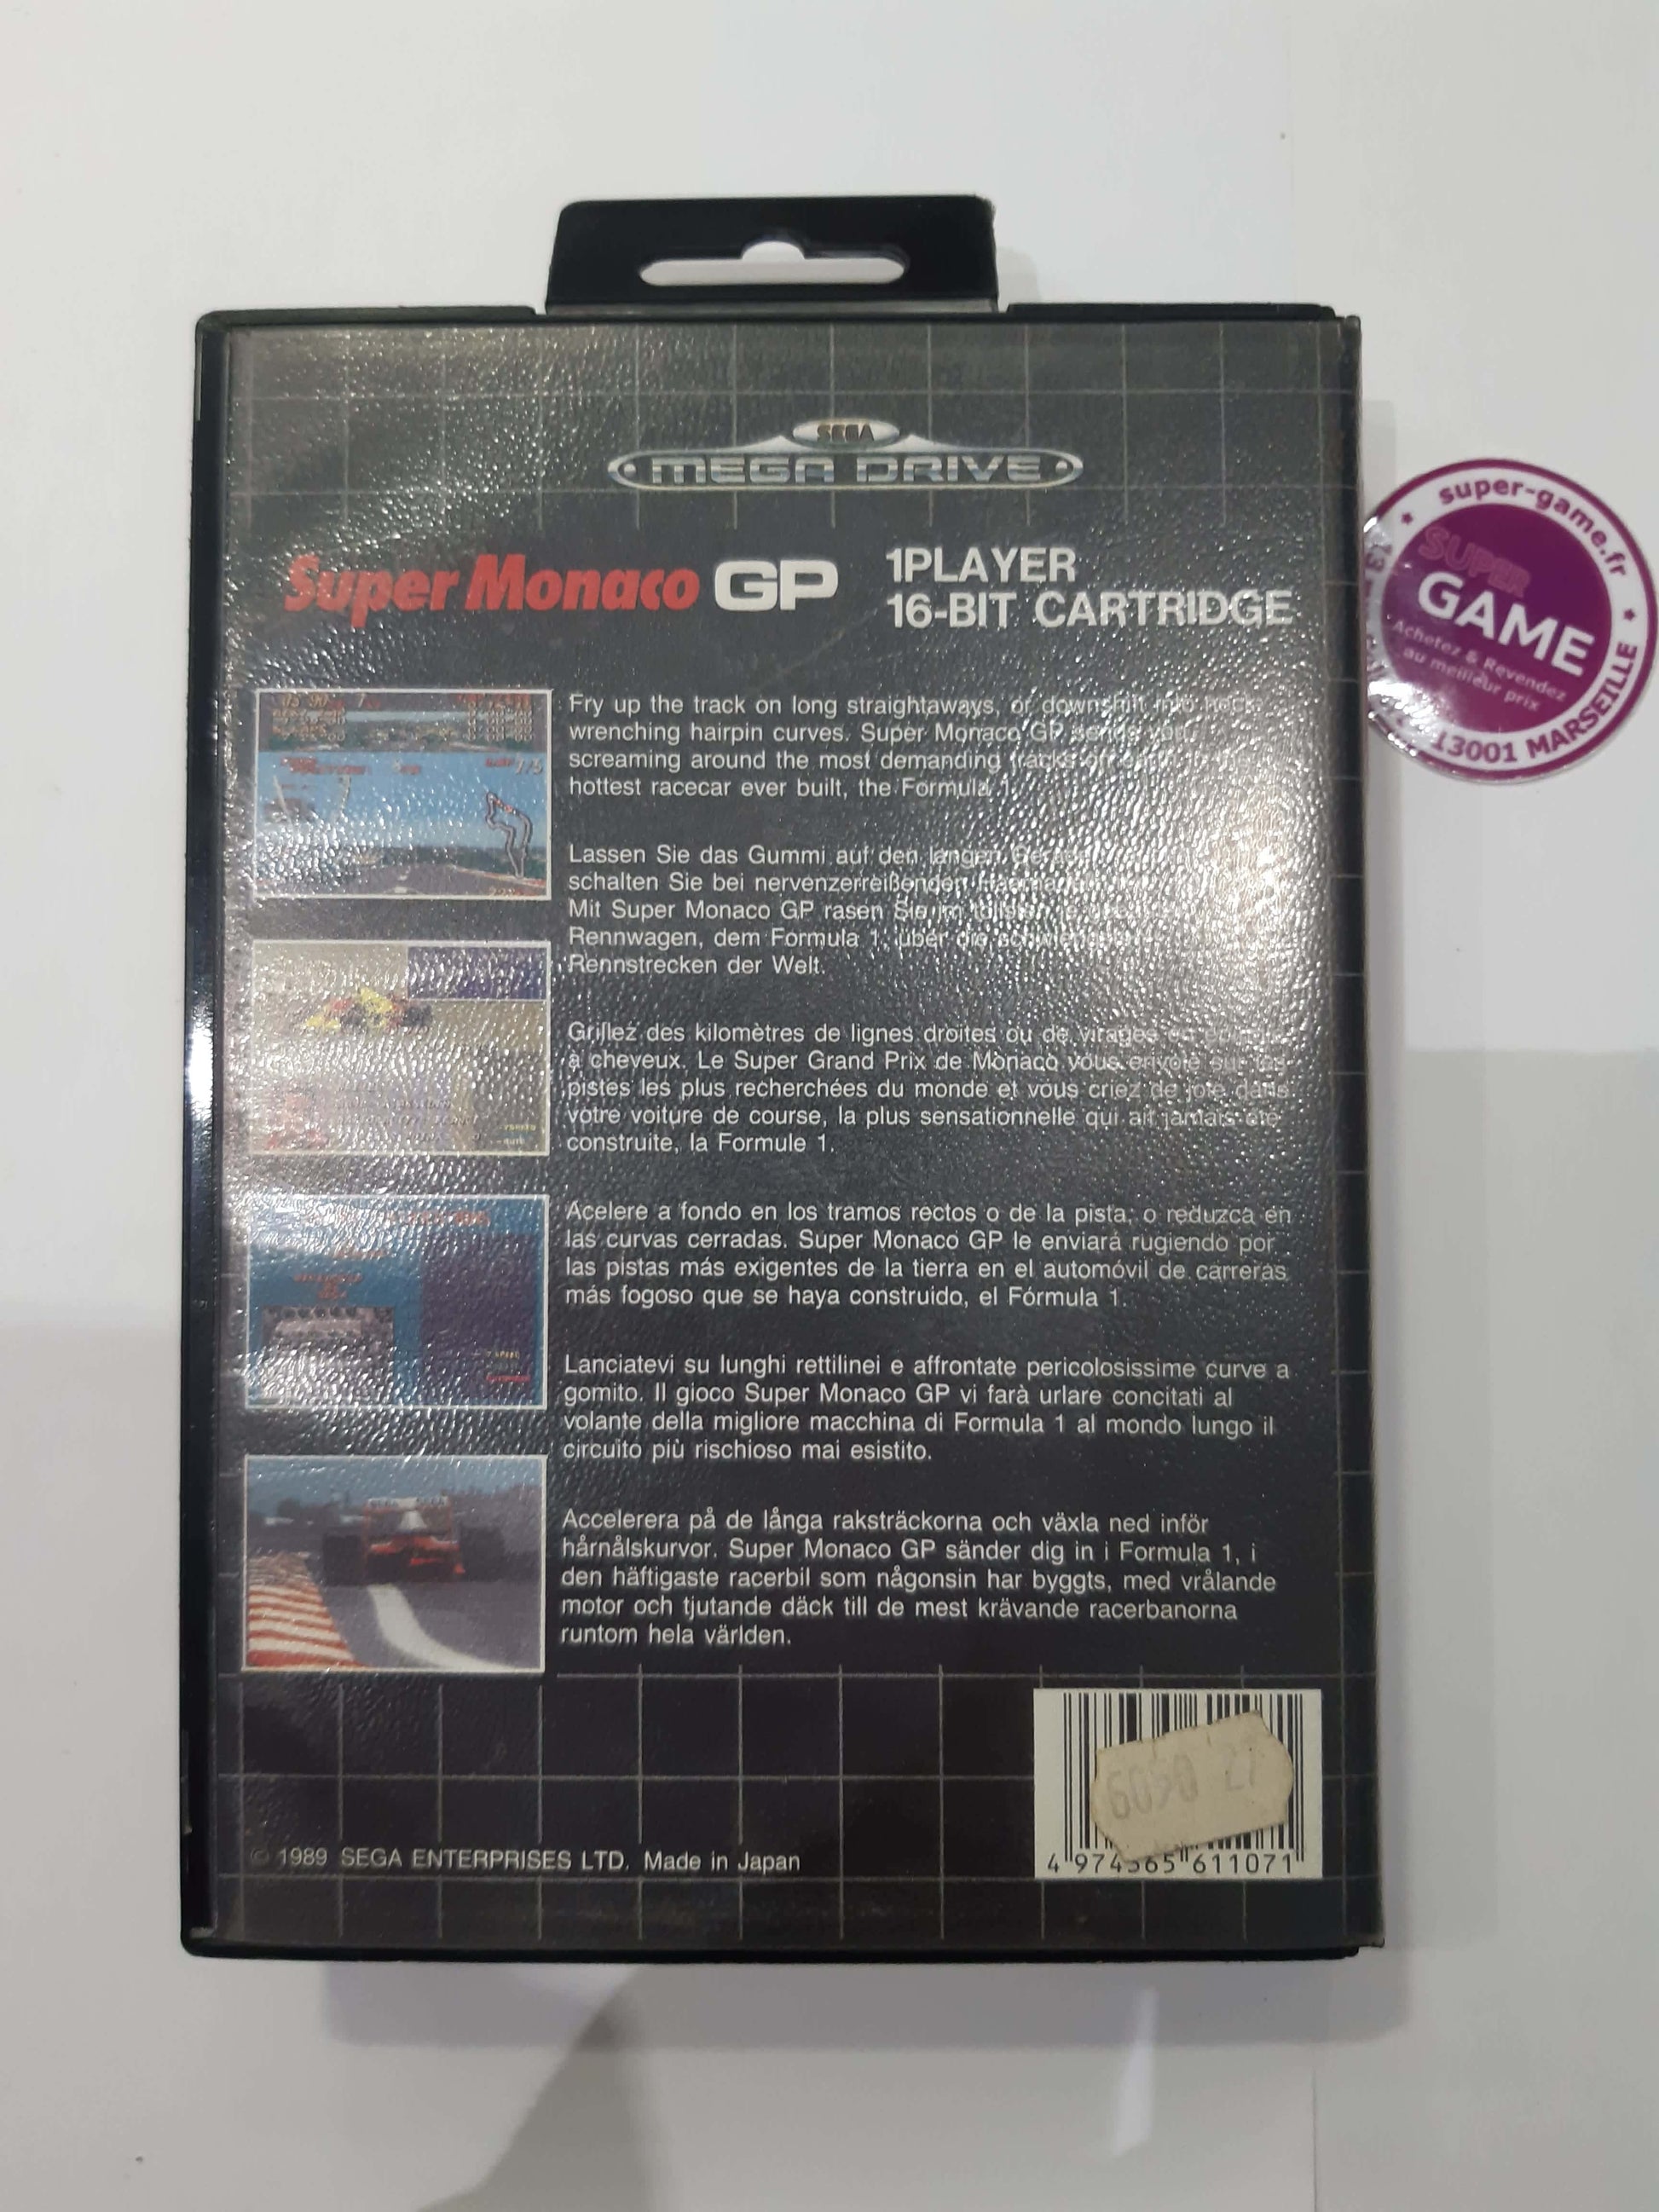 SEGA
MEGA DRIVE
Super Monaco GP
1PLAYER
16-BIT CARTRIDGE
super-game.fr
SUPER
GAME
Achetez & Revendez
au meilleur prix
13001 MARSEILLE
Fry up the track on long straightaways, or downshift into neck-
wrenching hairpin curves. Super Monaco GP sends you
screaming around the most demanding tracks on
hottest racecar ever built, the Formula 1.
Lassen Sie das Gummi auf den langen
schalten Sie bei nervenzerreißenden
Mit Super Monaco GP rasen Sie im
Rennwagen, dem Formula 1, über die
Rennstrecken der Welt.
Grillez des kilomètres de lignes droites ou de virages
à cheveux. Le Super Grand Prix de Monaco vous envoie sur les
pistes les plus recherchées du monde et vous criez de joie dans
votre voiture de course, la plus sensationnelle qui ait jamais été
construite, la Formule 1.
Acelere a fondo en los tramos rectos o de la pista, o reduzca en
las curvas cerradas. Super Monaco GP le enviará rugiendo por
las pistas más exigentes de la tierra en el automóvil de carreras
más fogoso que se haya construido, el Fórmula 1.
Lanciatevi su lunghi rettilinei e affrontate pericolosissime curve a
gomito. Il gioco Super Monaco GP vi farà urlare concitati al
volante della migliore macchina di Formula 1 al mondo lungo il
circuito più rischioso mai esistito.
Accelerera på de långa raksträckorna och växla ned inför
hårnålskurvor. Super Monaco GP sänder dig in i Formula 1, i
den häftigaste racerbil som någonsin har byggts, med vrålande
motor och tjutande däck till de mest krävande racerbanorna
runtom hela världen.
© 1989 SEGA ENTERPRISES LTD. Made in Japan
6090 27
4 974365 611071